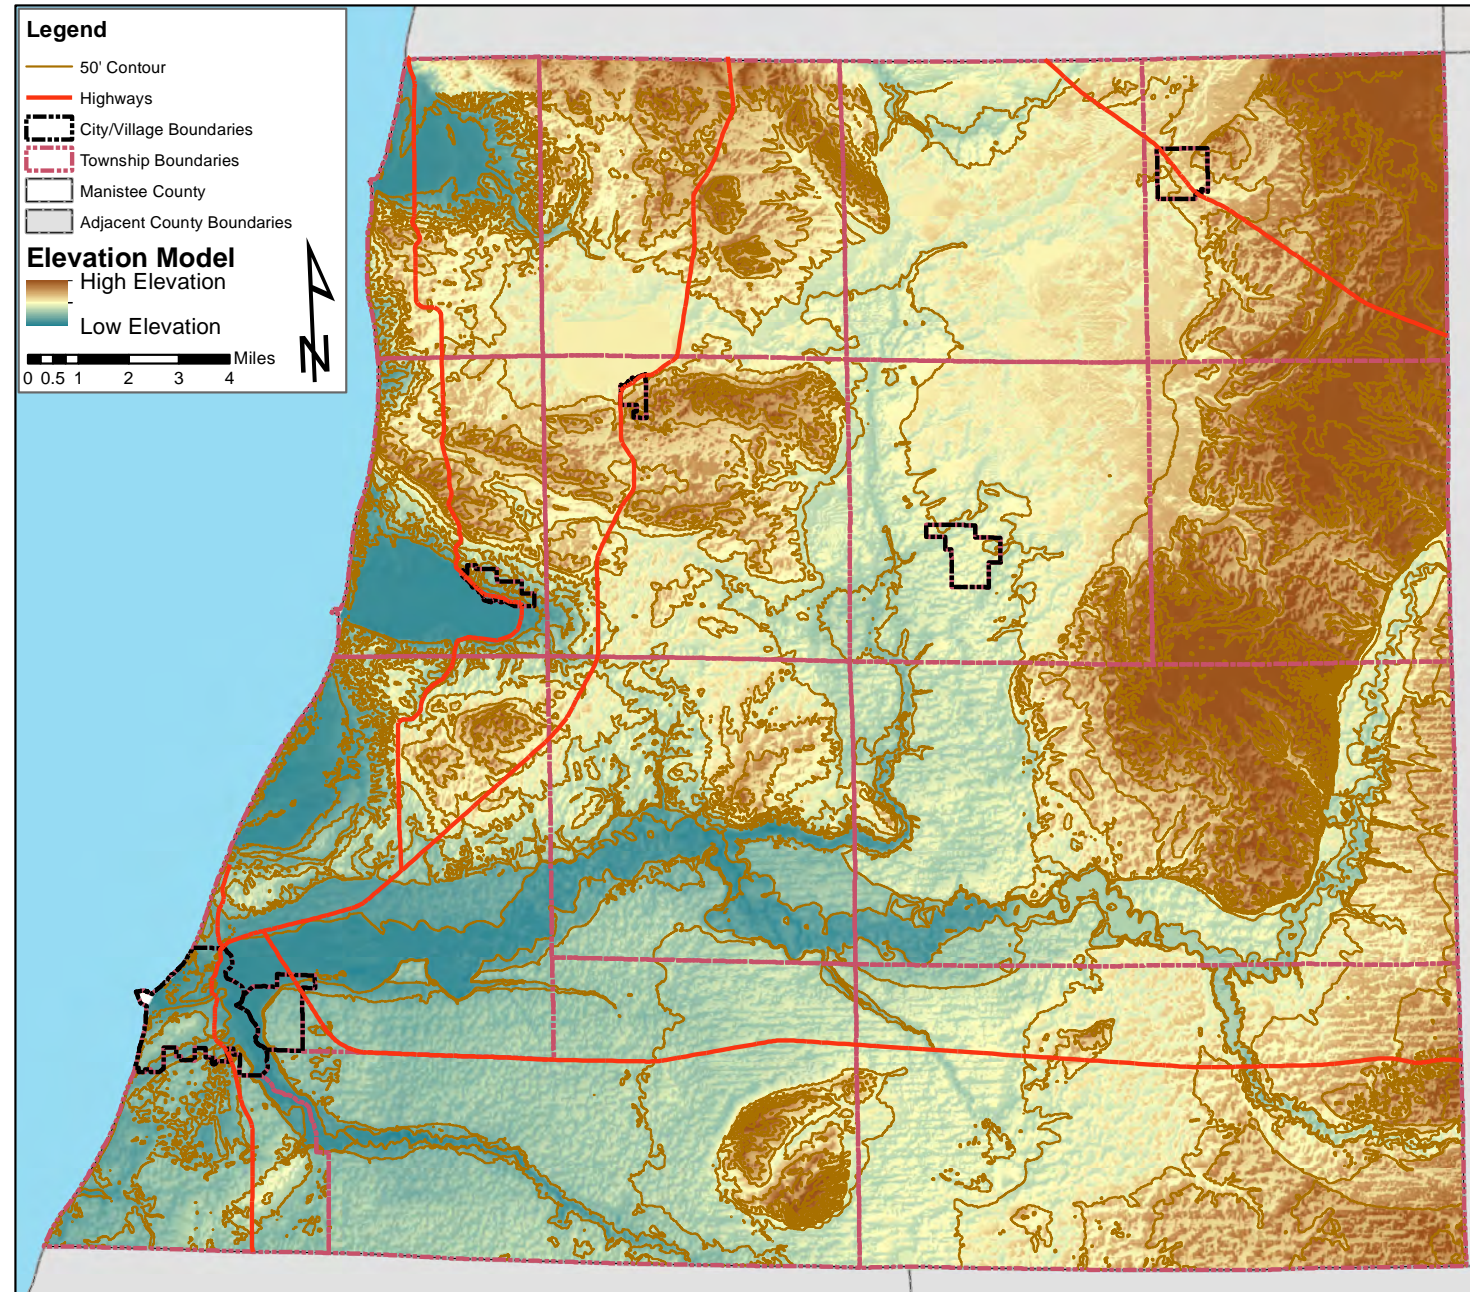 Legend
50' Contour
Highways
City/Village Boundaries
Township Boundaries
Manistee County
Adjacent County Boundaries
Elevation Model
High Elevation
Low Elevation
N
Miles
0 0.5 1 2 3 4